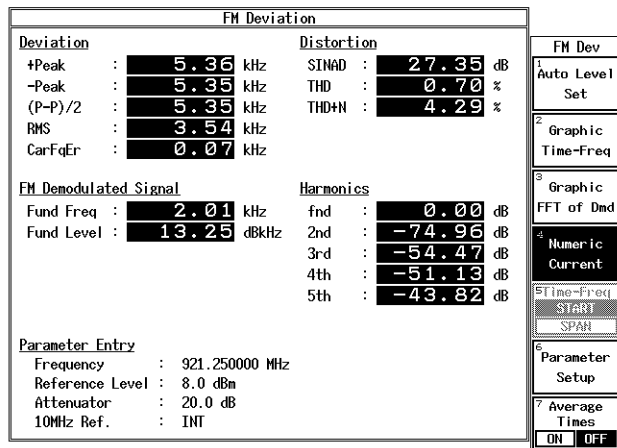 FM Deviation
Deviation
+Peak : 5.36 kHz
-Peak : 5.35 kHz
(P-P)/2 : 5.35 kHz
RMS : 3.54 kHz
CarFqEr : 0.07 kHz
Distortion
SINAD : 27.35 dB
THD : 0.70 %
THD+N : 4.29 %
FM Demodulated Signal
Fund Freq : 2.01 kHz
Fund Level : 13.25 dBkHz
Harmonics
fnd : 0.00 dB
2nd : -74.96 dB
3rd : -54.47 dB
4th : -51.13 dB
5th : -43.82 dB
Parameter Entry
Frequency : 921.250000 MHz
Reference Level : 8.0 dBm
Attenuator : 20.0 dB
10MHz Ref. : INT
FM Dev
1
Auto Level
Set
2
Graphic
Time-Freq
3
Graphic
FFT of Dmd
4
Numeric
Current
5 Time-Freq
START
SPAN
6
Parameter
Setup
7 Average
Times
ON OFF